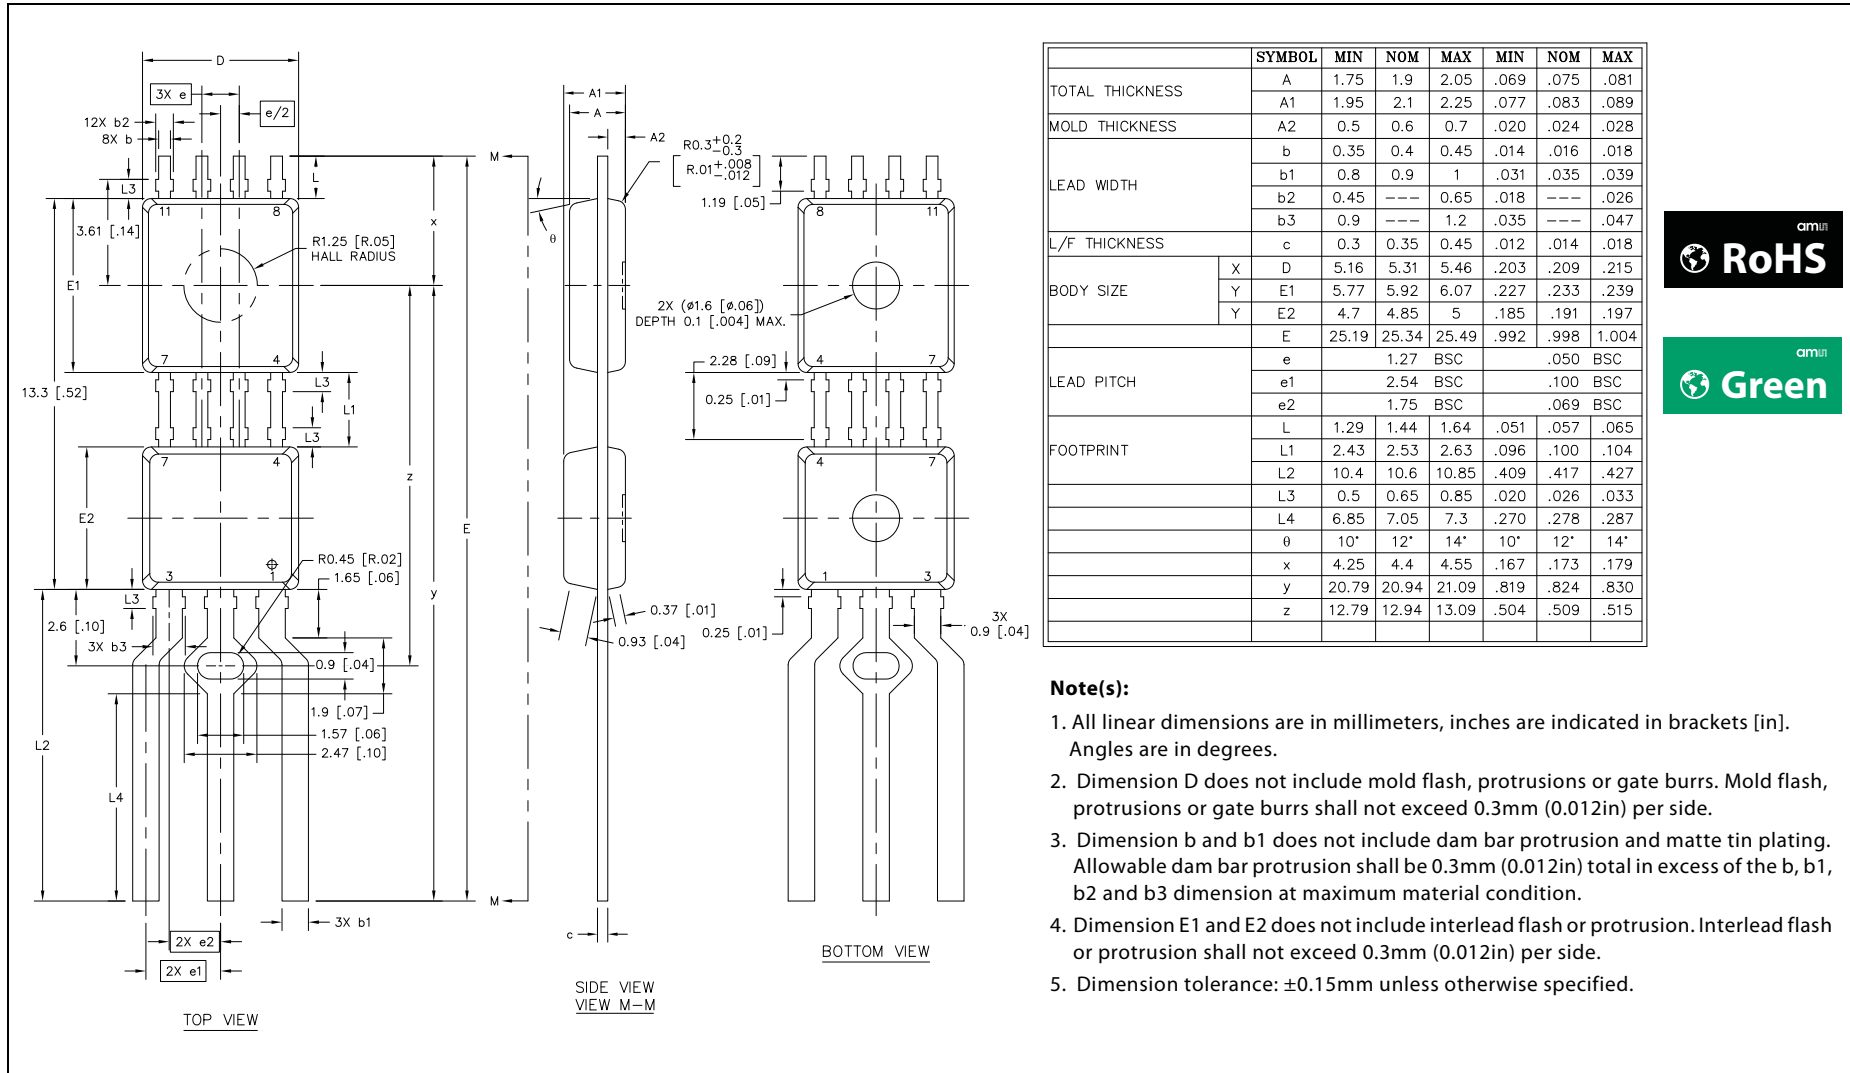 D
3X e
e/2
12X b2
8X b
L3
L
11 8
3.61 [.14]
R1.25 [R.05]
HALL RADIUS
x
E1
7 4
13.3 [.52]
L3
L1
L3
7 4
z
E2
R0.45 [R.02]
3 1
1.65 [.06]
L3
y
2.6 [.10]
3X b3
0.9 [.04]
1.9 [.07]
1.57 [.06]
2.47 [.10]
L2
L4
3X b1
2X e2
2X e1
TOP VIEW
M
E
M
A1
A
A2
θ
R0.3+0.2 -0.3
[R.01+.008 -.012]
0.37 [.01]
0.93 [.04]
c
SIDE VIEW
VIEW M-M
1.19 [.05]
8 11
2X (ø1.6 [ø.06])
DEPTH 0.1 [.004] MAX.
4 7
2.28 [.09]
0.25 [.01]
4 7
1 3
0.25 [.01]
3X
0.9 [.04]
BOTTOM VIEW
SYMBOL MIN NOM MAX MIN NOM MAX
TOTAL THICKNESS A 1.75 1.9 2.05 .069 .075 .081
A1 1.95 2.1 2.25 .077 .083 .089
MOLD THICKNESS A2 0.5 0.6 0.7 .020 .024 .028
LEAD WIDTH b 0.35 0.4 0.45 .014 .016 .018
b1 0.8 0.9 1 .031 .035 .039
b2 0.45 --- 0.65 .018 --- .026
b3 0.9 --- 1.2 .035 --- .047
L/F THICKNESS c 0.3 0.35 0.45 .012 .014 .018
BODY SIZE X D 5.16 5.31 5.46 .203 .209 .215
Y E1 5.77 5.92 6.07 .227 .233 .239
Y E2 4.7 4.85 5 .185 .191 .197
E 25.19 25.34 25.49 .992 .998 1.004
LEAD PITCH e 1.27 BSC .050 BSC
e1 2.54 BSC .100 BSC
e2 1.75 BSC .069 BSC
FOOTPRINT L 1.29 1.44 1.64 .051 .057 .065
L1 2.43 2.53 2.63 .096 .100 .104
L2 10.4 10.6 10.85 .409 .417 .427
L3 0.5 0.65 0.85 .020 .026 .033
L4 6.85 7.05 7.3 .270 .278 .287
θ 10° 12° 14° 10° 12° 14°
x 4.25 4.4 4.55 .167 .173 .179
y 20.79 20.94 21.09 .819 .824 .830
z 12.79 12.94 13.09 .504 .509 .515
am
RoHS
am
Green
Note(s):
1. All linear dimensions are in millimeters, inches are indicated in brackets [in].
Angles are in degrees.
2. Dimension D does not include mold flash, protrusions or gate burrs. Mold flash,
protrusions or gate burrs shall not exceed 0.3mm (0.012in) per side.
3. Dimension b and b1 does not include dam bar protrusion and matte tin plating.
Allowable dam bar protrusion shall be 0.3mm (0.012in) total in excess of the b, b1,
b2 and b3 dimension at maximum material condition.
4. Dimension E1 and E2 does not include interlead flash or protrusion. Interlead flash
or protrusion shall not exceed 0.3mm (0.012in) per side.
5. Dimension tolerance: ±0.15mm unless otherwise specified.